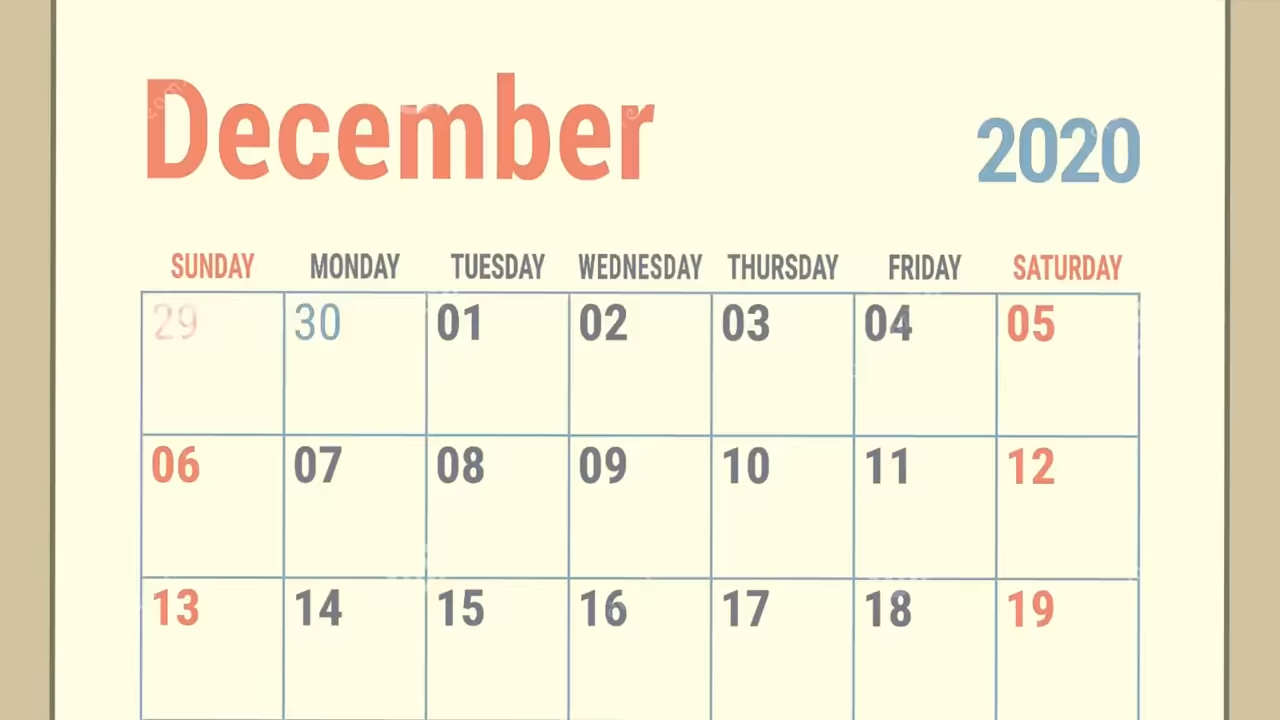 December
2020
SUNDAY MONDAY TUESDAY WEDNESDAY THURSDAY FRIDAY SATURDAY
29 30 01 02 03 04 05
06 07 08 09 10 11 12
13 14 15 16 17 18 19